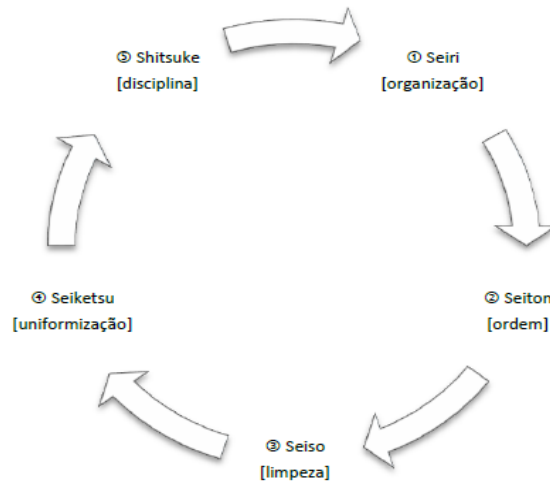 ⑤ Shitsuke
[disciplina]
① Seiri
[organização]
④ Seiketsu
[uniformização]
② Seiton
[ordem]
③ Seiso
[limpeza]